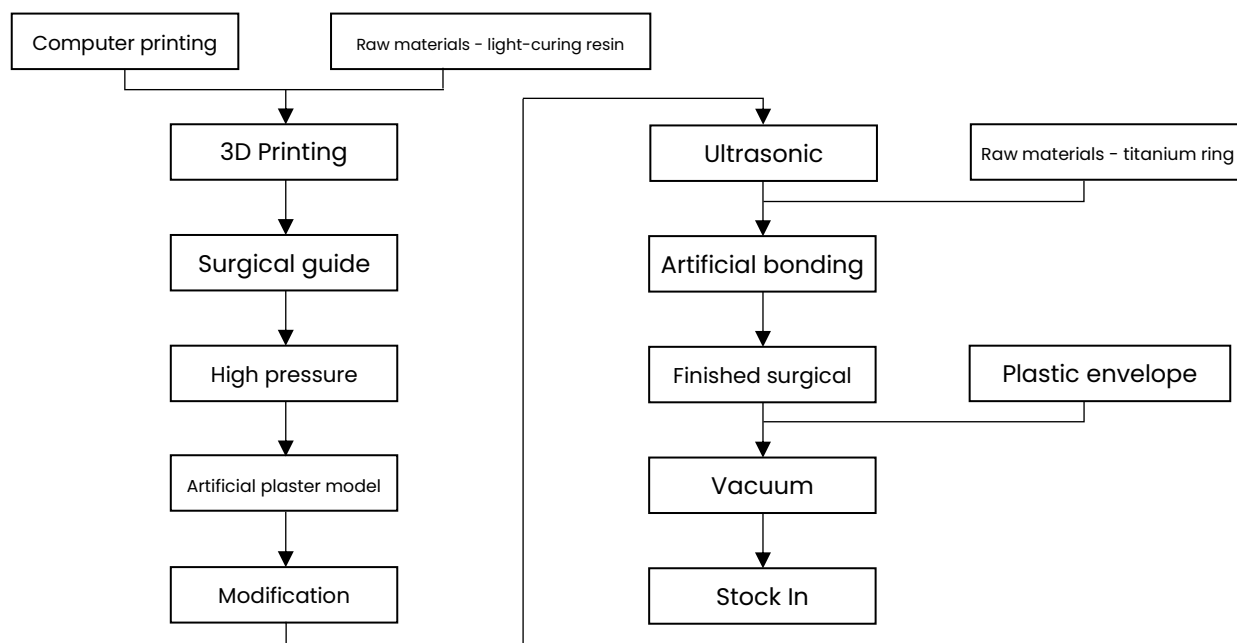 Computer printing
Raw materials - light-curing resin
3D Printing
Surgical guide
High pressure
Artificial plaster model
Modification
Ultrasonic
Raw materials - titanium ring
Artificial bonding
Finished surgical
Plastic envelope
Vacuum
Stock In